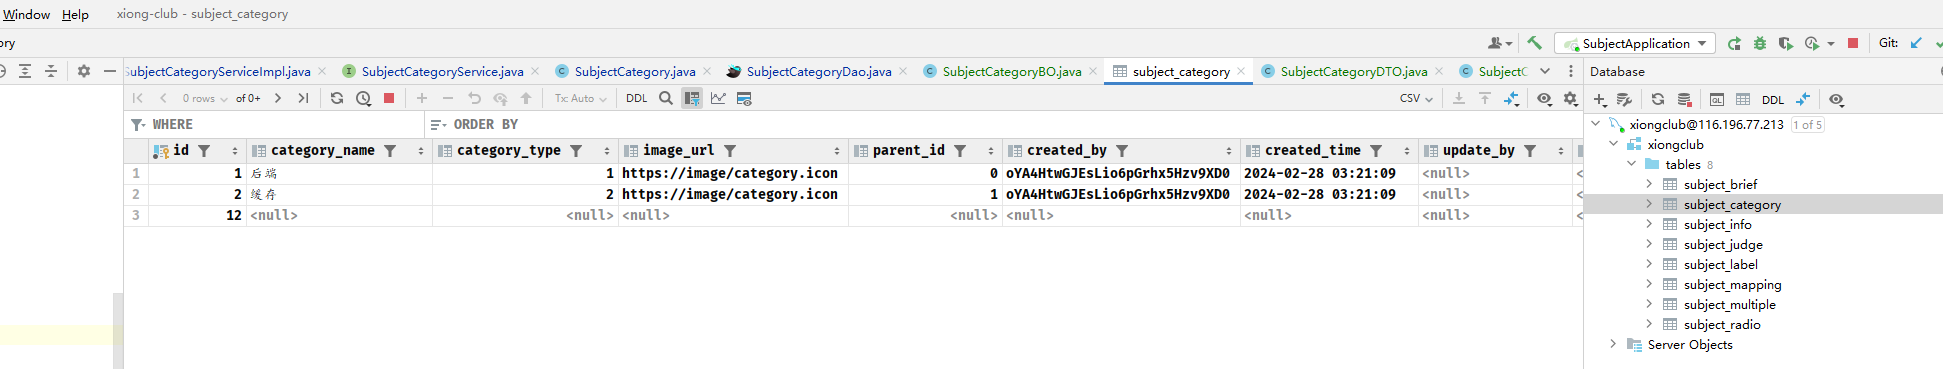 Window Help xiong-club - subject_category
ory SubjectApplication Git:
SubjectCategoryServiceImpl.java SubjectCategoryService.java SubjectCategory.java SubjectCategoryDao.java SubjectCategoryBO.java subject_category SubjectCategoryDTO.java Subject Database
0 rows of 0+ Tx: Auto DDL CSV QL DDL
WHERE ORDER BY
id category_name category_type image_url parent_id created_by created_time update_by
1 1 后端 1 https://image/category.icon 0 oYA4HtwGJEsLio6pGrhx5Hzv9XD0 2024-02-28 03:21:09 <null>
2 2 缓存 2 https://image/category.icon 1 oYA4HtwGJEsLio6pGrhx5Hzv9XD0 2024-02-28 03:21:09 <null>
3 12 <null> <null> <null> <null> <null> <null> <null>
xiongclub@116.196.77.213 1 of 5
xiongclub
tables 8
subject_brief
subject_category
subject_info
subject_judge
subject_label
subject_mapping
subject_multiple
subject_radio
Server Objects